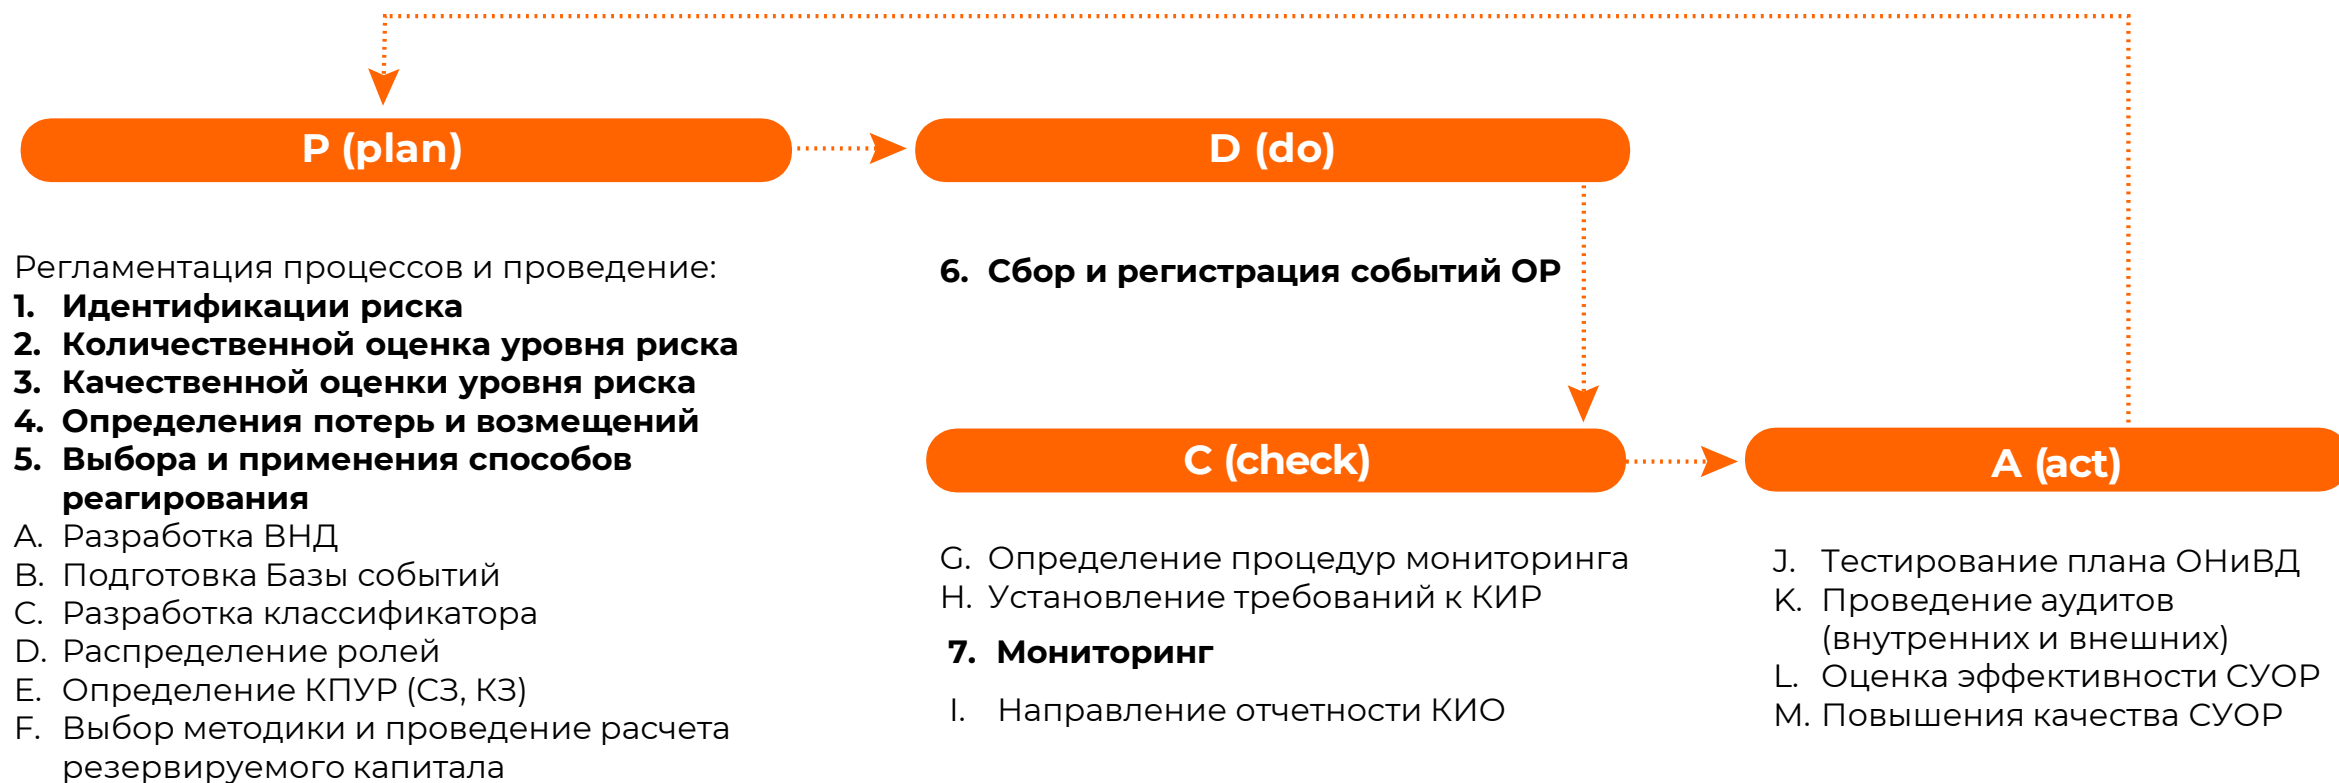 P (plan)
D (do)
Регламентация процессов и проведение:
1. Идентификации риска
2. Количественной оценка уровня риска
3. Качественной оценки уровня риска
4. Определения потерь и возмещений
5. Выбора и применения способов
реагирования
A. Разработка ВНД
B. Подготовка Базы событий
C. Разработка классификатора
D. Распределение ролей
E. Определение КПУР (СЗ, КЗ)
F. Выбор методики и проведение расчета
резервируемого капитала
6. Сбор и регистрация событий ОР
C (check)
G. Определение процедур мониторинга
H. Установление требований к КИР
7. Мониторинг
I. Направление отчетности КИО
A (act)
J. Тестирование плана ОНиВД
K. Проведение аудитов
(внутренних и внешних)
L. Оценка эффективности СУОР
M. Повышения качества СУОР